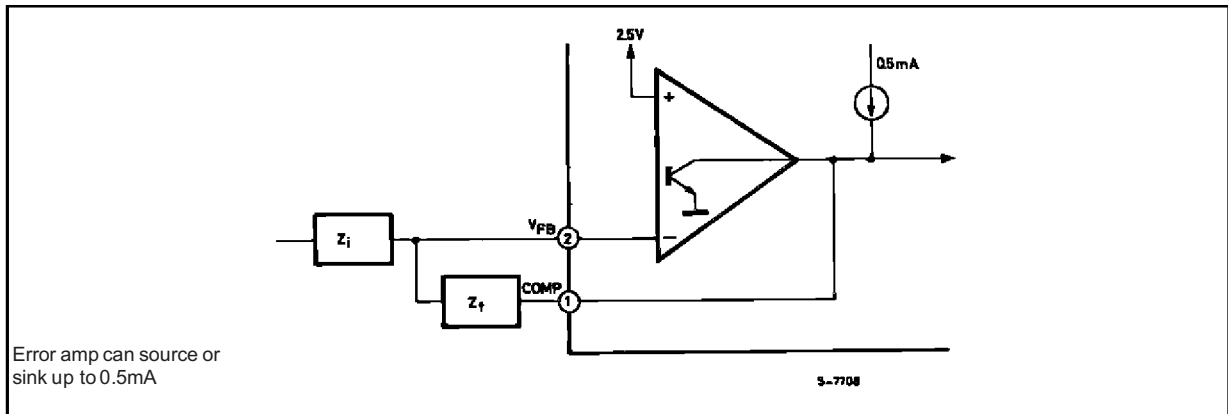 2.5V
0.5mA
+
Zi
VFB
2
−
Zf
COMP
1
Error amp can source or
sink up to 0.5mA
S-7708